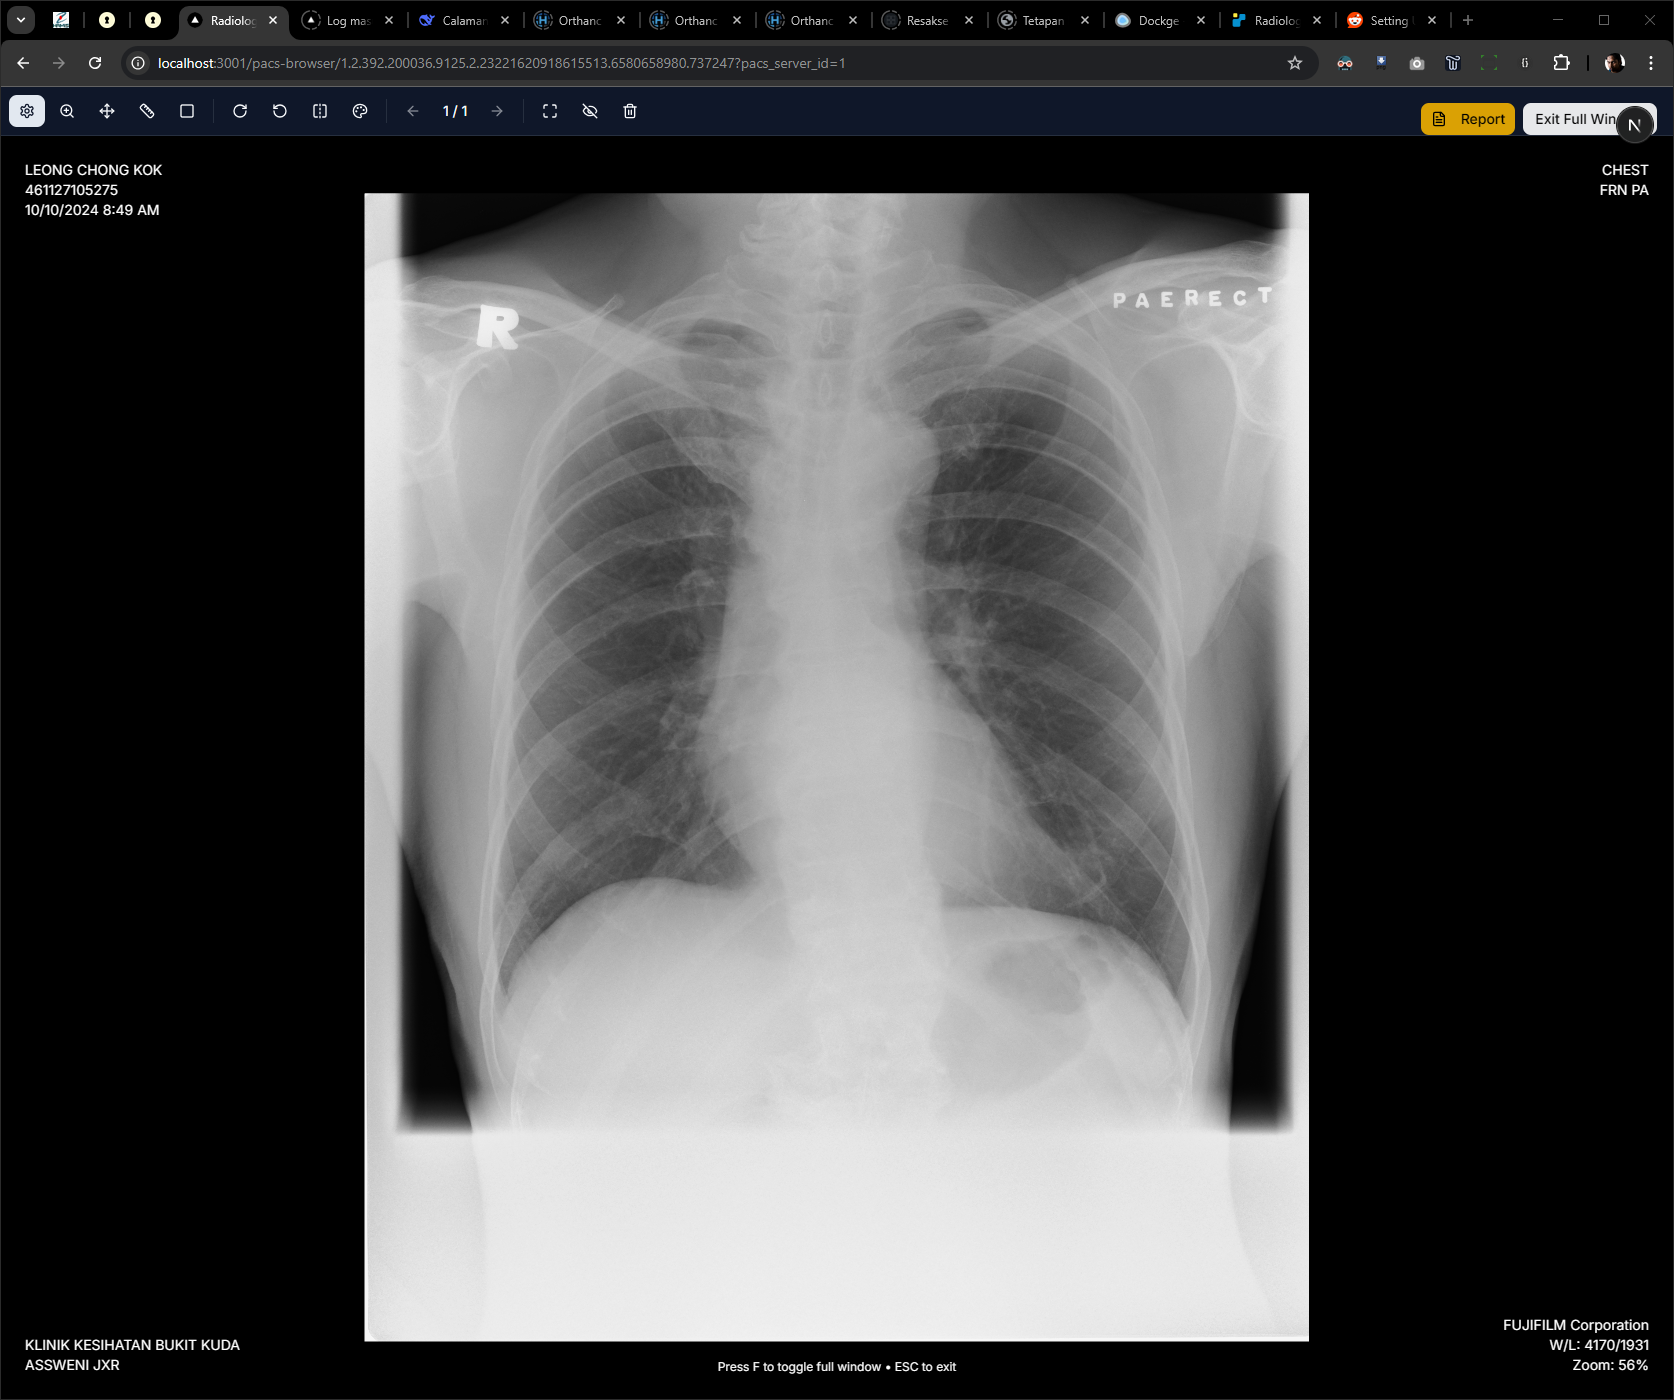 Radiolog
Log mas
Calamar
Orthanc
Orthanc
Orthanc
Resakse
Tetapan
Dockge
Radiolog
Setting
localhost:3001/pacs-browser/1.2.392.200036.9125.2.23221620918615513.6580658980.737247?pacs_server_id=1
1 / 1
Report
Exit Full Win
N
LEONG CHONG KOK
461127105275
10/10/2024 8:49 AM
CHEST
FRN PA
R
PAERECT
KLINIK KESIHATAN BUKIT KUDA
ASSWENI JXR
Press F to toggle full window • ESC to exit
FUJIFILM Corporation
W/L: 4170/1931
Zoom: 56%